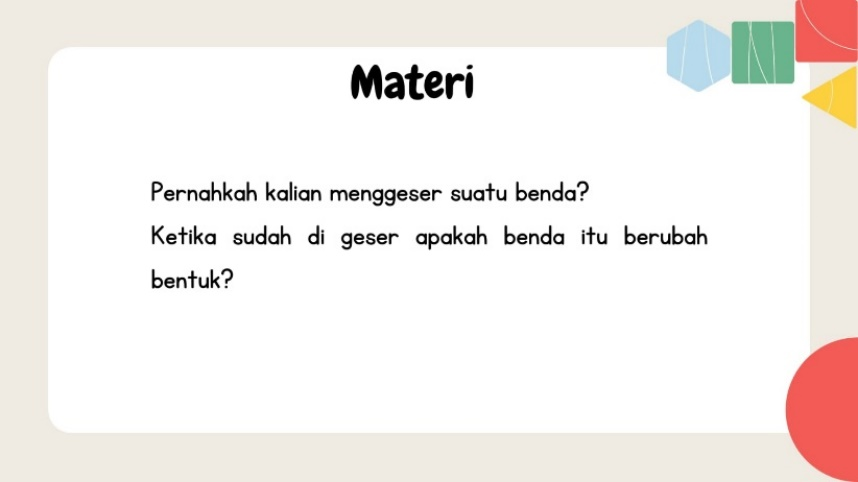 Materi
Pernahkah kalian menggeser suatu benda?
Ketika sudah di geser apakah benda itu berubah
bentuk?